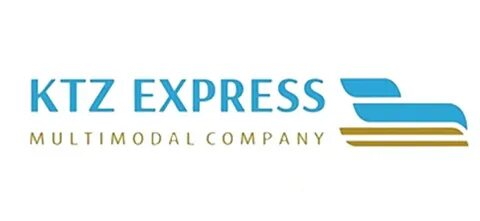 KTZ EXPRESS
MULTIMODAL COMPANY